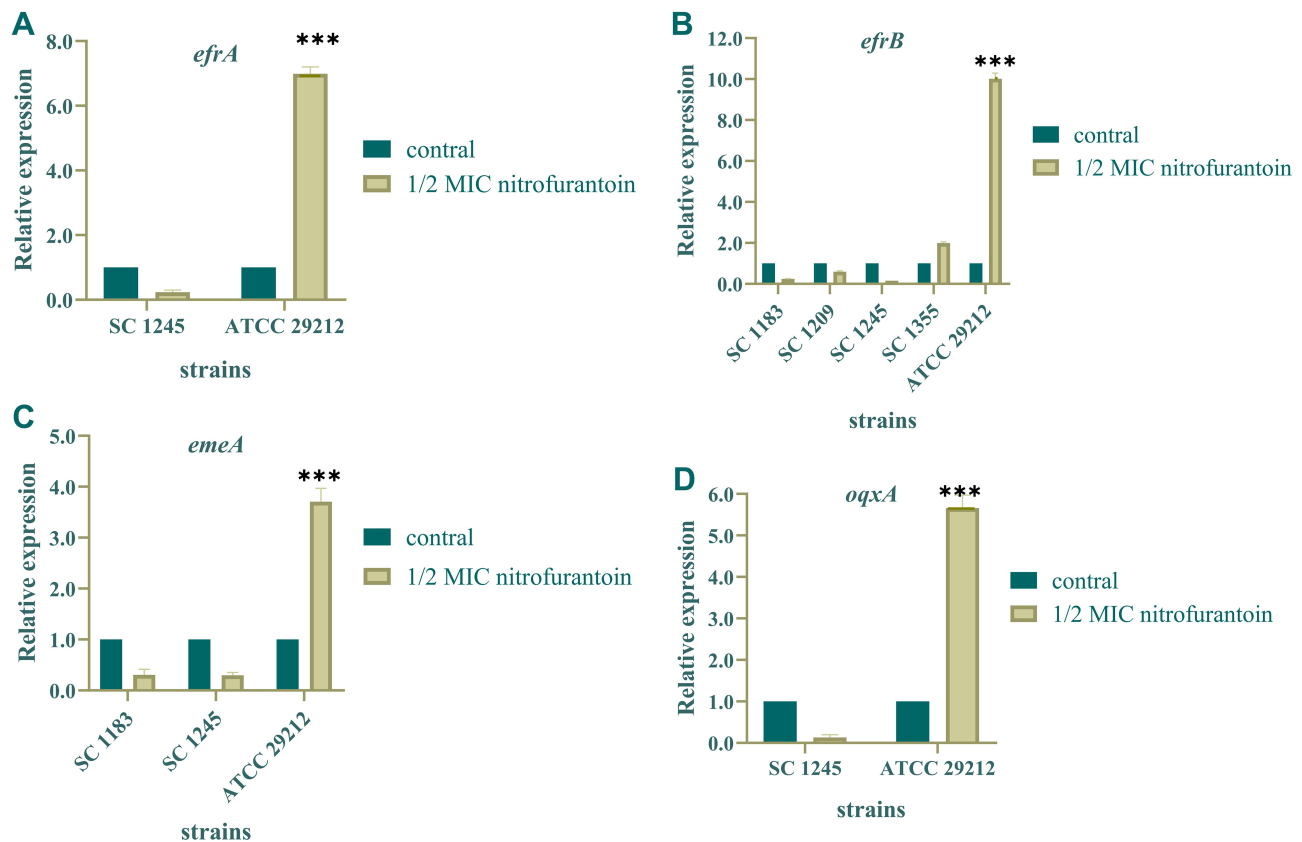 A
efrA
***
8.0
6.0
4.0
2.0
0.0
Relative expression
SC 1245
ATCC 29212
strains
contral
1/2 MIC nitrofurantoin
B
efrB
***
12.0
10.0
8.0
6.0
4.0
2.0
0.0
Relative expression
SC 1183
SC 1209
SC 1245
SC 1355
ATCC 29212
strains
contral
1/2 MIC nitrofurantoin
C
emeA
***
5.0
4.0
3.0
2.0
1.0
0.0
Relative expression
SC 1183
SC 1245
ATCC 29212
strains
contral
1/2 MIC nitrofurantoin
D
oqxA
***
6.0
5.0
4.0
3.0
2.0
1.0
0.0
Relative expression
SC 1245
ATCC 29212
strains
contral
1/2 MIC nitrofurantoin